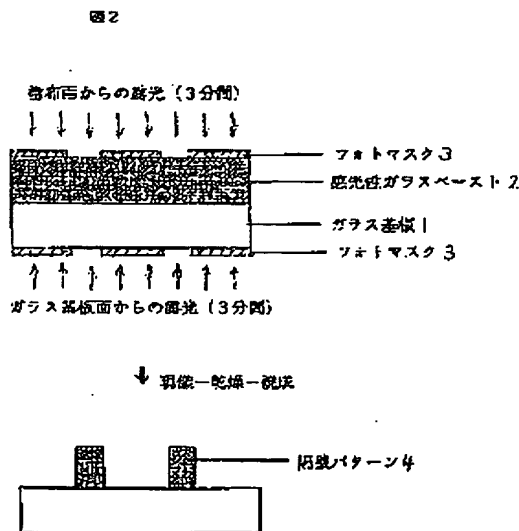 図2
塗布面からの露光 (3分間)
フォトマスク 3
感光性ガラスペースト 2
ガラス基板 1
フォトマスク 3
ガラス基板面からの露光 (3分間)
現像ー乾燥ー焼成
隔壁パターン 4